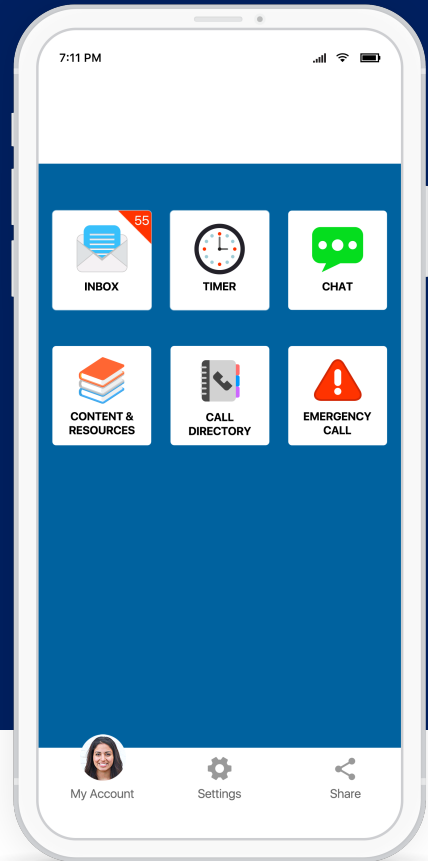 7:11 PM
55
INBOX
TIMER
CHAT
CONTENT &
RESOURCES
CALL
DIRECTORY
EMERGENCY
CALL
My Account
Settings
Share